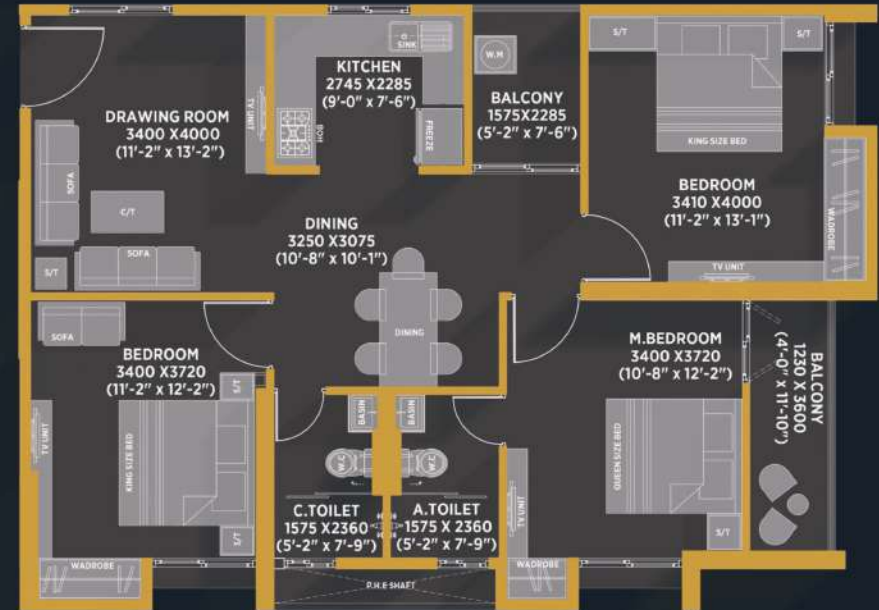 DRAWING ROOM
3400 X4000
(11'-2" x 13'-2")
TV UNIT
SOFA
C/T
S/T
SOFA
KITCHEN
2745 X2285
(9'-0" x 7'-6")
SINK
HOB
FREEZE
W.M
BALCONY
1575X2285
(5'-2" x 7'-6")
S/T
S/T
KING SIZE BED
BEDROOM
3410 X4000
(11'-2" x 13'-1")
WADROBE
TV UNIT
DINING
3250 X3075
(10'-8" x 10'-1")
DINING
SOFA
BEDROOM
3400 X3720
(11'-2" x 12'-2")
S/T
TV UNIT
KING SIZE BED
S/T
WADROBE
BASIN
BASIN
W.C
W.C
C.TOILET
1575 X2360
(5'-2" x 7'-9")
A.TOILET
1575 X 2360
(5'-2" x 7'-9")
P.H.E SHAFT
M.BEDROOM
3400 X3720
(10'-8" x 12'-2")
QUEEN SIZE BED
TV UNIT
S/T
WADROBE
BALCONY
1220 X 3600
(4'-0" x 11'-10")